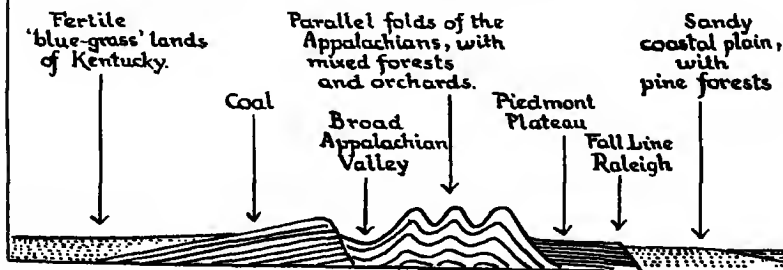 Fertile
'blue-grass' lands
of Kentucky.
Coal
Parallel folds of the
Appalachians, with
mixed forests
and orchards.
Broad
Appalachian
Valley
Piedmont
Plateau
Fall Line
Raleigh
Sandy
coastal plain,
with
pine forests